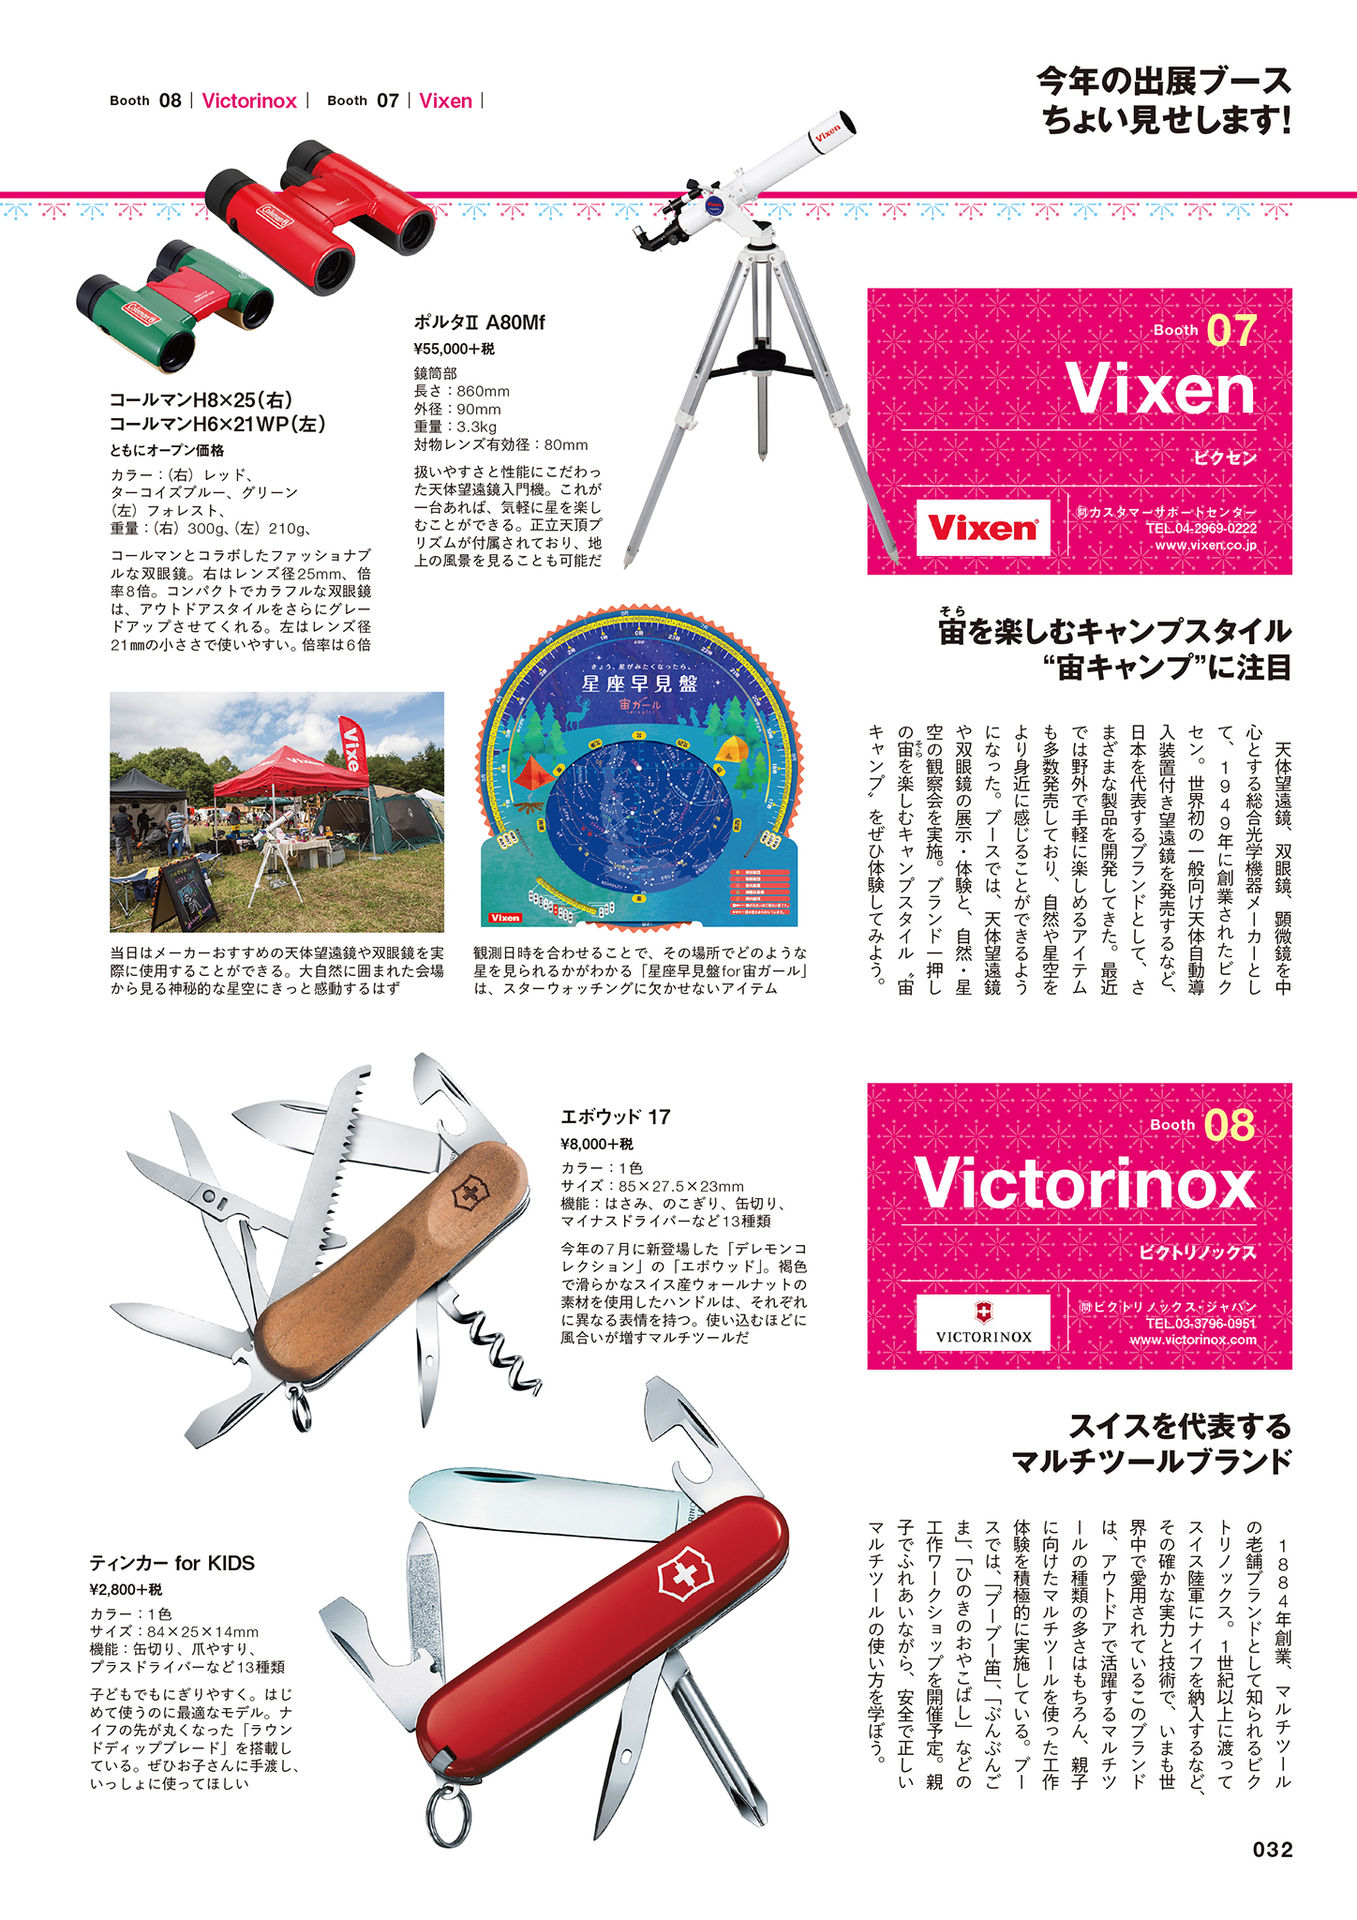 Booth 08 | Victorinox | Booth 07 | Vixen |
今年の出展ブース
ちょい見せします!
Coleman
Coleman
Vixen
コールマンH8×25（右）
コールマンH6×21WP（左）
ともにオープン価格
カラー：（右）レッド、
ターコイズブルー、グリーン
（左）フォレスト、
重量：（右）300g、（左）210g、
コールマンとコラボしたファッショナブ
ルな双眼鏡。右はレンズ径25mm、倍
率8倍。コンパクトでカラフルな双眼鏡
は、アウトドアスタイルをさらにグレー
ドアップさせてくれる。左はレンズ径
21㎜の小ささで使いやすい。倍率は6倍
ポルタⅡ A80Mf
¥55,000＋税
鏡筒部
長さ：860mm
外径：90mm
重量：3.3kg
対物レンズ有効径：80mm
扱いやすさと性能にこだわっ
た天体望遠鏡入門機。これが
一台あれば、気軽に星を楽し
むことができる。正立天頂プ
リズムが付属されており、地
上の風景を見ることも可能だ
Booth 07
Vixen
ビクセン
Vixen
問カスタマーサポートセンター
TEL.04-2969-0222
www.vixen.co.jp
そら
宙を楽しむキャンプスタイル
“宙キャンプ”に注目
天体望遠鏡、双眼鏡、顕微鏡を中
心とする総合光学機器メーカーとし
て、1949年に創業されたビク
セン。世界初の一般向け天体自動導
入装置付き望遠鏡を発売するなど、
日本を代表するブランドとして、さ
まざまな製品を開発してきた。最近
では野外で手軽に楽しめるアイテム
も多数発売しており、自然や星空を
より身近に感じることができるよう
になった。ブースでは、天体望遠鏡
や双眼鏡の展示・体験と、自然・星
空の観察会を実施。ブランド一押し
の宙を楽しむキャンプスタイル〝宙
そら
キャンプ〟をぜひ体験してみよう。
Vixen
Vixe
きょう、星がみたくなったら。
星座早見盤
宙ガール
Vixen
当日はメーカーおすすめの天体望遠鏡や双眼鏡を実
際に使用することができる。大自然に囲まれた会場
から見る神秘的な星空にきっと感動するはず
観測日時を合わせることで、その場所でどのような
星を見られるかがわかる「星座早見盤for宙ガール」
は、スターウォッチングに欠かせないアイテム
エボウッド 17
¥8,000＋税
カラー：1色
サイズ：85×27.5×23mm
機能：はさみ、のこぎり、缶切り、
マイナスドライバーなど13種類
今年の7月に新登場した「デレモンコ
レクション」の「エボウッド」。褐色
で滑らかなスイス産ウォールナットの
素材を使用したハンドルは、それぞれ
に異なる表情を持つ。使い込むほどに
風合いが増すマルチツールだ
Booth 08
Victorinox
ビクトリノックス
VICTORINOX
問ビクトリノックス・ジャパン
TEL.03-3796-0951
www.victorinox.com
スイスを代表する
マルチツールブランド
1884年創業、マルチツール
の老舗ブランドとして知られるビク
トリノックス。1世紀以上に渡って
スイス陸軍にナイフを納入するなど、
その確かな実力と技術で、いまも世
界中で愛用されているこのブランド
は、アウトドアで活躍するマルチツ
ールの種類の多さはもちろん、親子
に向けたマルチツールを使った工作
体験を積極的に実施している。ブー
スでは、「ブーブー笛」、「ぶんぶんご
ま」、「ひのきのおやこばし」などの
工作ワークショップを開催予定。親
子でふれあいながら、安全で正しい
マルチツールの使い方を学ぼう。
ティンカー for KIDS
¥2,800＋税
カラー：1色
サイズ：84×25×14mm
機能：缶切り、爪やすり、
プラスドライバーなど13種類
子どもでもにぎりやすく。はじ
めて使うのに最適なモデル。ナ
イフの先が丸くなった「ラウン
ドディップブレード」を搭載し
ている。ぜひお子さんに手渡し、
いっしょに使ってほしい
032